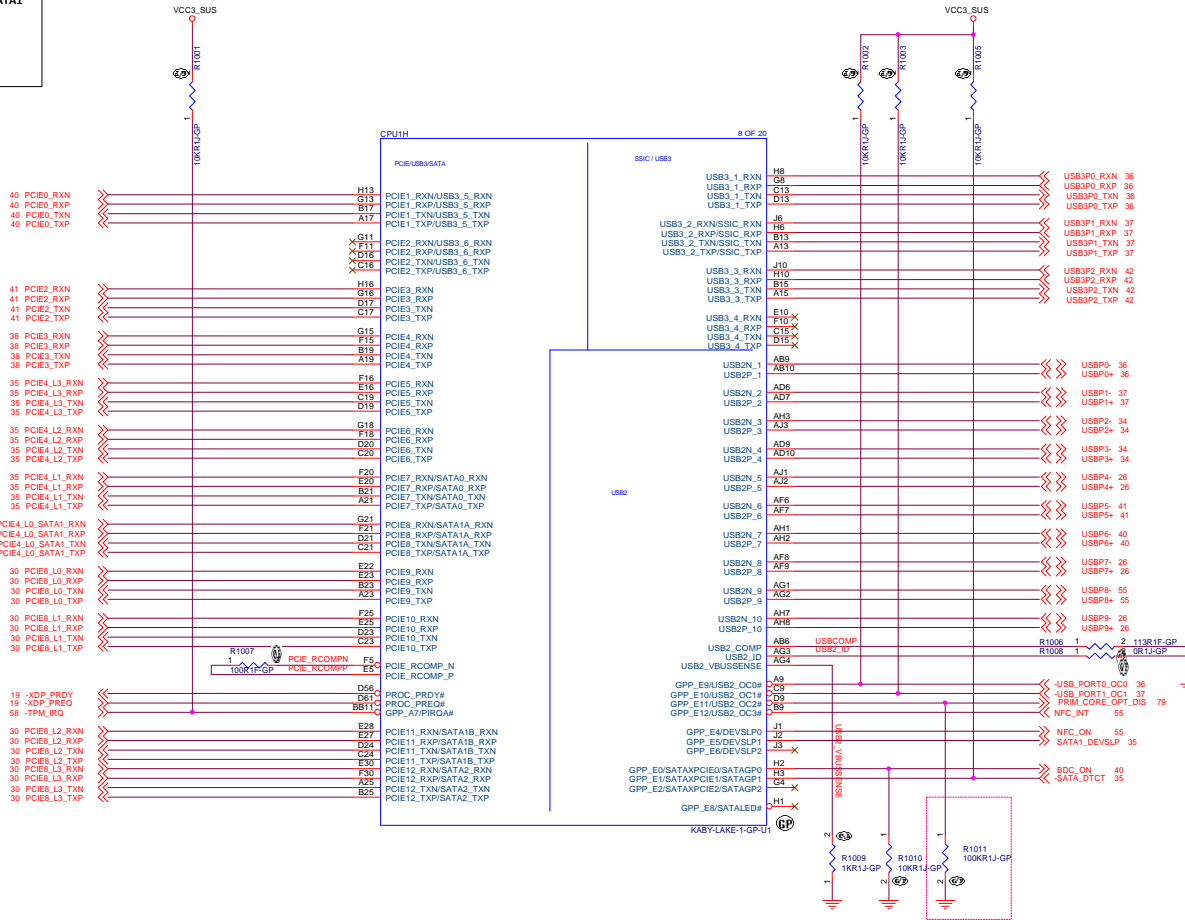 ATA1
VCC3_SUS
VCC3_SUS
R1001
1
10KR1J-GP
R1002
1
10KR1J-GP
R1003
1
10KR1J-GP
R1005
1
10KR1J-GP
CPU1H
8 OF 20
PCIE/USB3/SATA
SSIC / USB3
USB2
40 PCIE0_RXN H13 PCIE1_RXN/USB3_5_RXN
40 PCIE0_RXP G13 PCIE1_RXP/USB3_5_RXP
40 PCIE0_TXN B17 PCIE1_TXN/USB3_5_TXN
40 PCIE0_TXP A17 PCIE1_TXP/USB3_5_TXP
G11 PCIE2_RXN/USB3_6_RXN
F11 PCIE2_RXP/USB3_6_RXP
D16 PCIE2_TXN/USB3_6_TXN
C16 PCIE2_TXP/USB3_6_TXP
41 PCIE2_RXN H16 PCIE3_RXN
41 PCIE2_RXP G16 PCIE3_RXP
41 PCIE2_TXN D17 PCIE3_TXN
41 PCIE2_TXP C17 PCIE3_TXP
38 PCIE3_RXN G15 PCIE4_RXN
38 PCIE3_RXP F15 PCIE4_RXP
38 PCIE3_TXN B19 PCIE4_TXN
38 PCIE3_TXP A19 PCIE4_TXP
35 PCIE4_L3_RXN F16 PCIE5_RXN
35 PCIE4_L3_RXP E16 PCIE5_RXP
35 PCIE4_L3_TXN C19 PCIE5_TXN
35 PCIE4_L3_TXP D19 PCIE5_TXP
35 PCIE4_L2_RXN G18 PCIE6_RXN
35 PCIE4_L2_RXP F18 PCIE6_RXP
35 PCIE4_L2_TXN D20 PCIE6_TXN
35 PCIE4_L2_TXP C20 PCIE6_TXP
35 PCIE4_L1_RXN F20 PCIE7_RXN/SATA0_RXN
35 PCIE4_L1_RXP E20 PCIE7_RXP/SATA0_RXP
35 PCIE4_L1_TXN B21 PCIE7_TXN/SATA0_TXN
35 PCIE4_L1_TXP A21 PCIE7_TXP/SATA0_TXP
PCIE4_L0_SATA1_RXN G21 PCIE8_RXN/SATA1A_RXN
PCIE4_L0_SATA1_RXP F21 PCIE8_RXP/SATA1A_RXP
PCIE4_L0_SATA1_TXN D21 PCIE8_TXN/SATA1A_TXN
PCIE4_L0_SATA1_TXP C21 PCIE8_TXP/SATA1A_TXP
30 PCIE8_L0_RXN E22 PCIE9_RXN
30 PCIE8_L0_RXP E23 PCIE9_RXP
30 PCIE8_L0_TXN B23 PCIE9_TXN
30 PCIE8_L0_TXP A23 PCIE9_TXP
30 PCIE8_L1_RXN F25 PCIE10_RXN
30 PCIE8_L1_RXP E25 PCIE10_RXP
30 PCIE8_L1_TXN D23 PCIE10_TXN
30 PCIE8_L1_TXP C23 PCIE10_TXP
R1007
1
100R1F-GP
PCIE_RCOMPN F5 PCIE_RCOMP_N
PCIE_RCOMPP E5 PCIE_RCOMP_P
19 -XDP_PRDY D56 PROC_PRDY#
19 -XDP_PREQ D61 PROC_PREQ#
58 -TPM_IRQ BB11 GPP_A7/PIRQA#
30 PCIE8_L2_RXN E28 PCIE11_RXN/SATA1B_RXN
30 PCIE8_L2_RXP E27 PCIE11_RXP/SATA1B_RXP
30 PCIE8_L2_TXN D24 PCIE11_TXN/SATA1B_TXN
30 PCIE8_L2_TXP C24 PCIE11_TXP/SATA1B_TXP
30 PCIE8_L3_RXN E30 PCIE12_RXN/SATA2_RXN
30 PCIE8_L3_RXP F30 PCIE12_RXP/SATA2_RXP
30 PCIE8_L3_TXN A25 PCIE12_TXN/SATA2_TXN
30 PCIE8_L3_TXP B25 PCIE12_TXP/SATA2_TXP
USB3_1_RXN H8 USB3P0_RXN 36
USB3_1_RXP G8 USB3P0_RXP 36
USB3_1_TXN C13 USB3P0_TXN 36
USB3_1_TXP D13 USB3P0_TXP 36
USB3_2_RXN/SSIC_RXN J6 USB3P1_RXN 37
USB3_2_RXP/SSIC_RXP H6 USB3P1_RXP 37
USB3_2_TXN/SSIC_TXN B13 USB3P1_TXN 37
USB3_2_TXP/SSIC_TXP A13 USB3P1_TXP 37
USB3_3_RXN J10 USB3P2_RXN 42
USB3_3_RXP H10 USB3P2_RXP 42
USB3_3_TXN B15 USB3P2_TXN 42
USB3_3_TXP A15 USB3P2_TXP 42
USB3_4_RXN E10
USB3_4_RXP F10
USB3_4_TXN C15
USB3_4_TXP D15
USB2N_1 AB9 USBP0- 36
USB2P_1 AB10 USBP0+ 36
USB2N_2 AD6 USBP1- 37
USB2P_2 AD7 USBP1+ 37
USB2N_3 AH3 USBP2- 34
USB2P_3 AJ3 USBP2+ 34
USB2N_4 AD9 USBP3- 34
USB2P_4 AD10 USBP3+ 34
USB2N_5 AJ1 USBP4- 26
USB2P_5 AJ2 USBP4+ 26
USB2N_6 AF6 USBP5- 41
USB2P_6 AF7 USBP5+ 41
USB2N_7 AH1 USBP6- 40
USB2P_7 AH2 USBP6+ 40
USB2N_8 AF8 USBP7- 26
USB2P_8 AF9 USBP7+ 26
USB2N_9 AG1 USBP8- 55
USB2P_9 AG2 USBP8+ 55
USB2N_10 AH7 USBP9- 26
USB2P_10 AH8 USBP9+ 26
USB2_COMP AB6 USBCOMP R1006 1 2 113R1F-GP
USB2_ID AG3 USB2_ID R1008 1 0R1J-GP
USB2_VBUSSENSE AG4
GPP_E9/USB2_OC0# A9 -USB_PORT0_OC0 36
GPP_E10/USB2_OC1# C9 -USB_PORT1_OC1 37
GPP_E11/USB2_OC2# D9 PRIM_CORE_OPT_DIS 79
GPP_E12/USB2_OC3# B9 NFC_INT 55
GPP_E4/DEVSLP0 J1 NFC_ON 55
GPP_E5/DEVSLP1 J2 SATA1_DEVSLP 35
GPP_E6/DEVSLP2 J3
GPP_E0/SATAXPCIE0/SATAGP0 H2 BDC_ON 40
GPP_E1/SATAXPCIE1/SATAGP1 H3 -SATA_DTCT 35
GPP_E2/SATAXPCIE2/SATAGP2 G4
GPP_E8/SATALED# H1
USB2_VBUSSENSE
KABY-LAKE-1-GP-U1
GP
2
R1009
1KR1J-GP
1
1
R1010
10KR1J-GP
2
1
R1011
100KR1J-GP
2